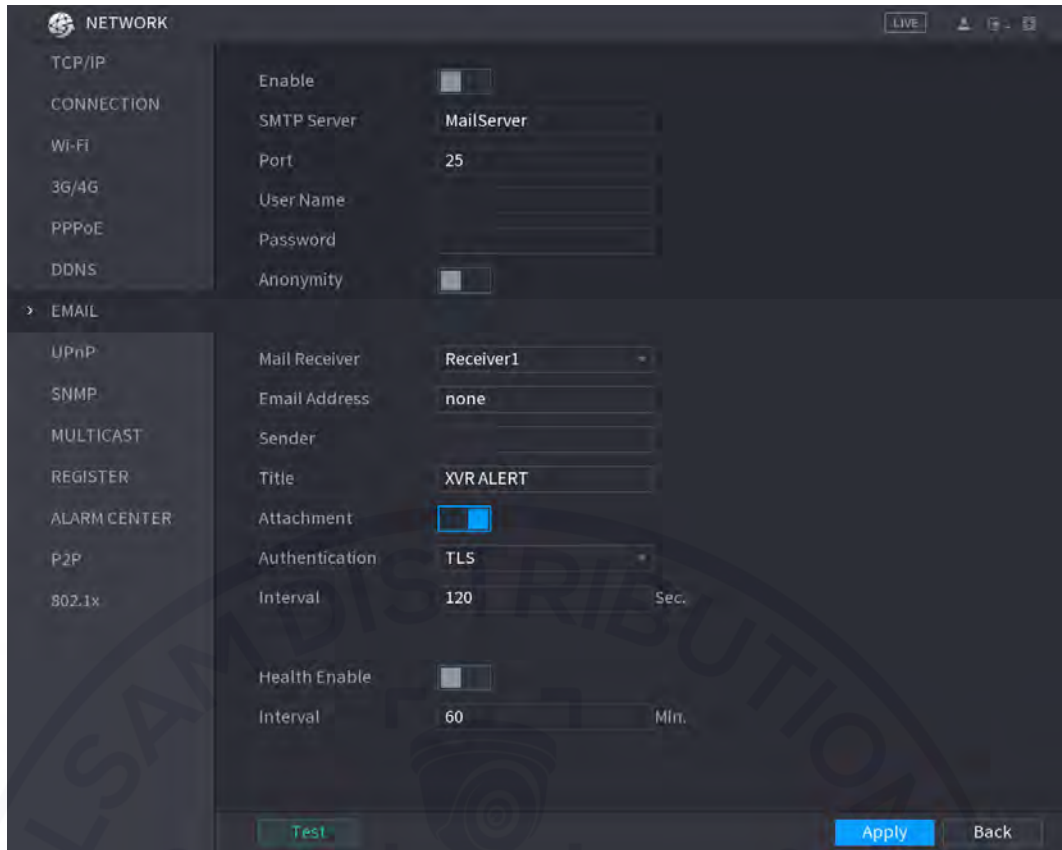 NETWORK
LIVE
TCP/IP
CONNECTION
Wi-Fi
3G/4G
PPPoE
DDNS
EMAIL
UPnP
SNMP
MULTICAST
REGISTER
ALARM CENTER
P2P
802.1x
Enable
SMTP Server MailServer
Port 25
User Name
Password
Anonymity
Mail Receiver Receiver1
Email Address none
Sender
Title XVR ALERT
Attachment
Authentication TLS
Interval 120 Sec.
Health Enable
Interval 60 Min.
Test Apply Back
LSAM DISTRIBUTION